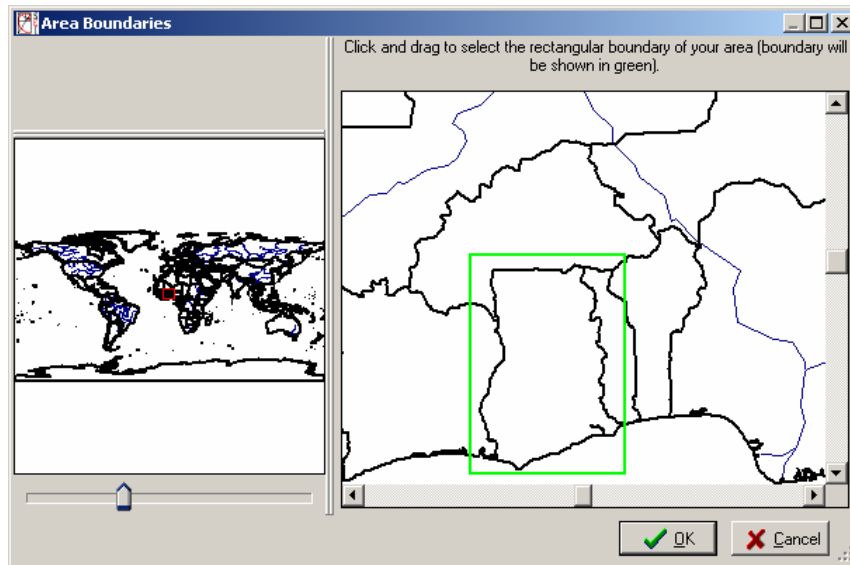 Area Boundaries
Click and drag to select the rectangular boundary of your area (boundary will
be shown in green).
OK
Cancel